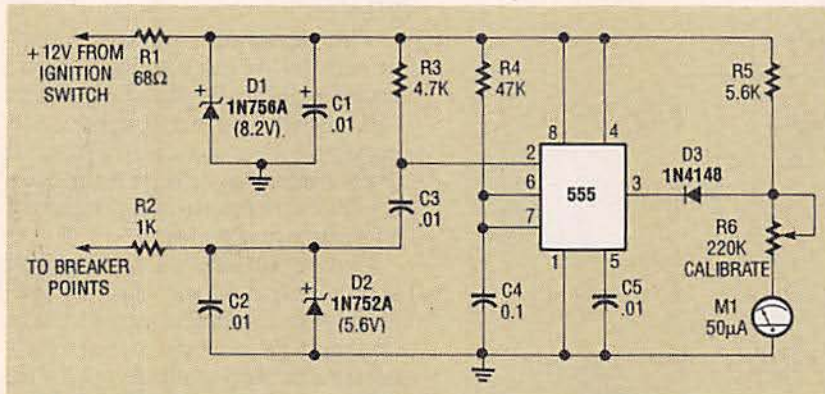 +12V FROM
IGNITION
SWITCH
R1
68Ω
+
D1
1N756A
(8.2V)
+
C1
.01
R3
4.7K
R4
47K
R5
5.6K
8
4
2
6
7
555
3
1
5
D3
1N4148
R6
220K
CALIBRATE
M1
50µA
C3
.01
R2
1K
TO BREAKER
POINTS
C2
.01
+
D2
1N752A
(5.6V)
C4
0.1
C5
.01